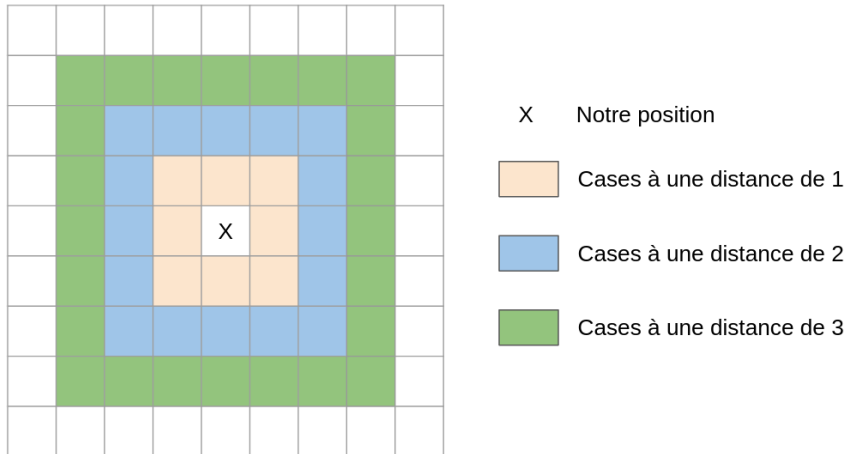 X
X Notre position
Cases à une distance de 1
Cases à une distance de 2
Cases à une distance de 3